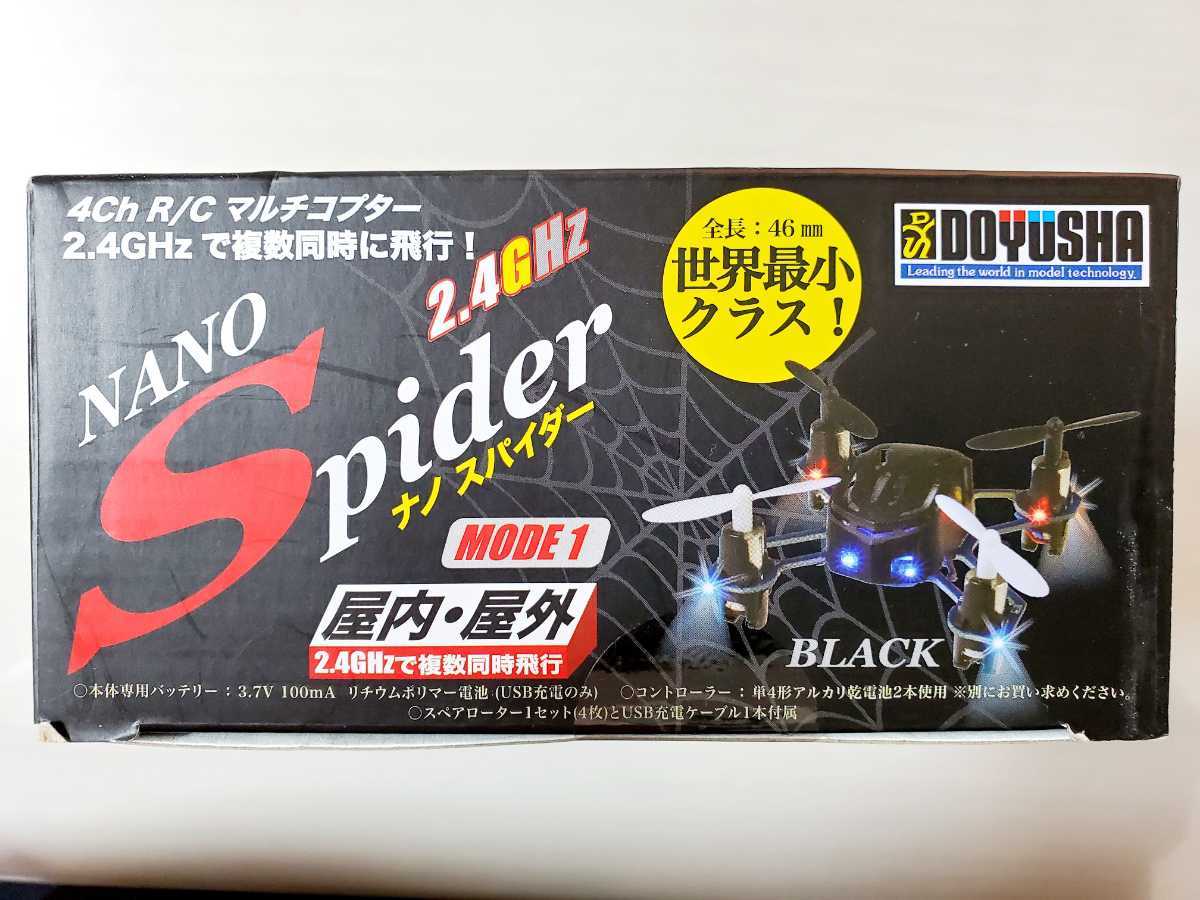 4Ch R/C マルチコプター
2.4GHz で複数同時に飛行！
2.4GHz
全長：46 ㎜
世界最小
クラス！
DOYUSHA
Leading the world in model technology.
NANO
Spider
ナノ スパイダー
MODE 1
屋内・屋外
2.4GHzで複数同時飛行
BLACK
○本体専用バッテリー：3.7V 100mA リチウムポリマー電池 (USB充電のみ) ○コントローラー：単4形アルカリ乾電池2本使用 ※別にお買い求めください。
○スペアローター1セット(4枚)とUSB充電ケーブル1本付属